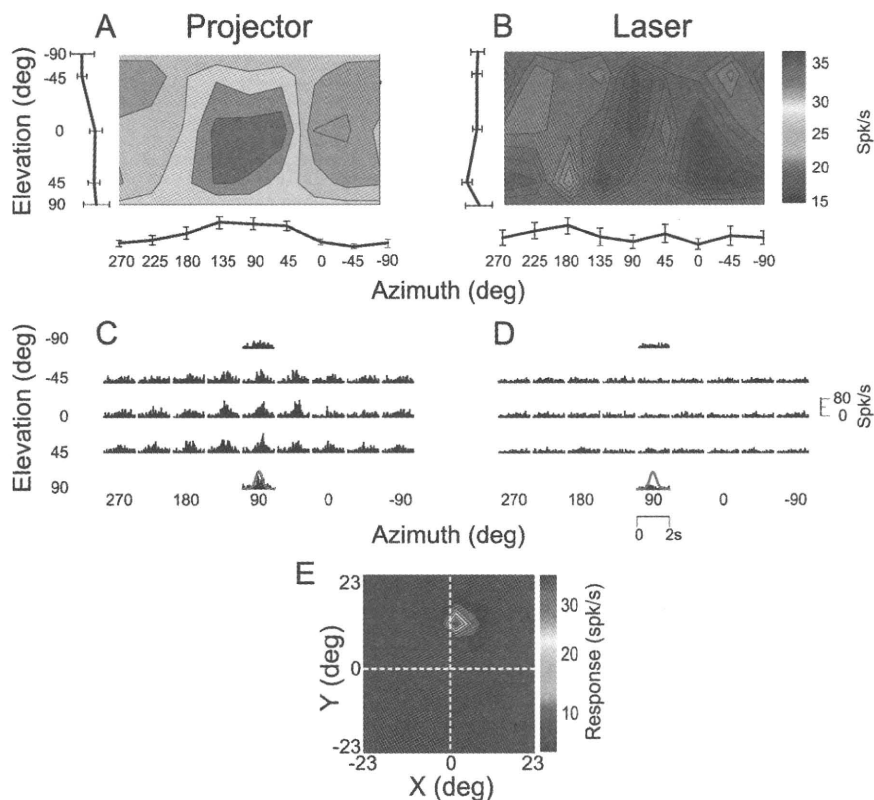 A Projector
B Laser
Elevation (deg)
-90
-45
0
45
90
270 225 180 135 90 45 0 -45 -90
270 225 180 135 90 45 0 -45 -90
Azimuth (deg)
35
30
25
20
15
Spk/s
C
D
Elevation (deg)
-90
-45
0
45
90
80
0
Spk/s
270 180 90 0 -90
270 180 90 0 -90
Azimuth (deg)
0 2s
E
23
0
-23
Y (deg)
-23 0 23
X (deg)
30
20
10
Response (spk/s)